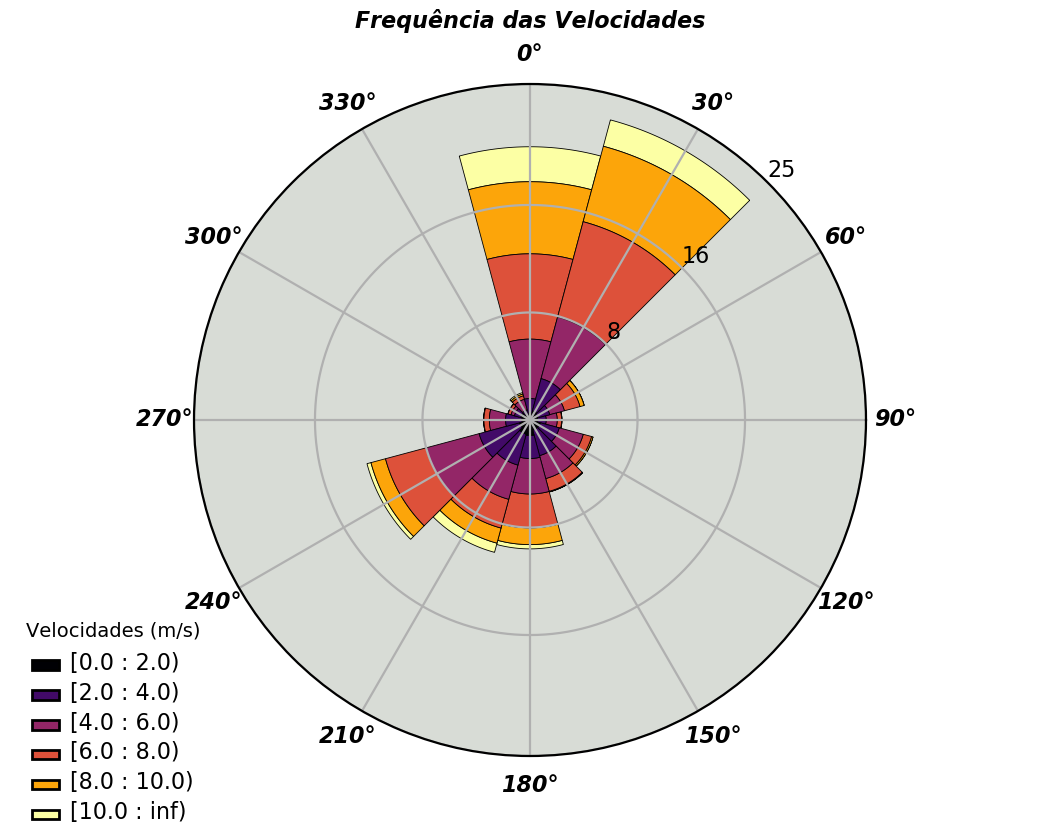 Frequência das Velocidades
0°
330°
30°
25
300°
60°
16
8
270°
90°
240°
120°
Velocidades (m/s)
[0.0 : 2.0)
[2.0 : 4.0)
[4.0 : 6.0)
[6.0 : 8.0)
[8.0 : 10.0)
[10.0 : inf)
210°
150°
180°